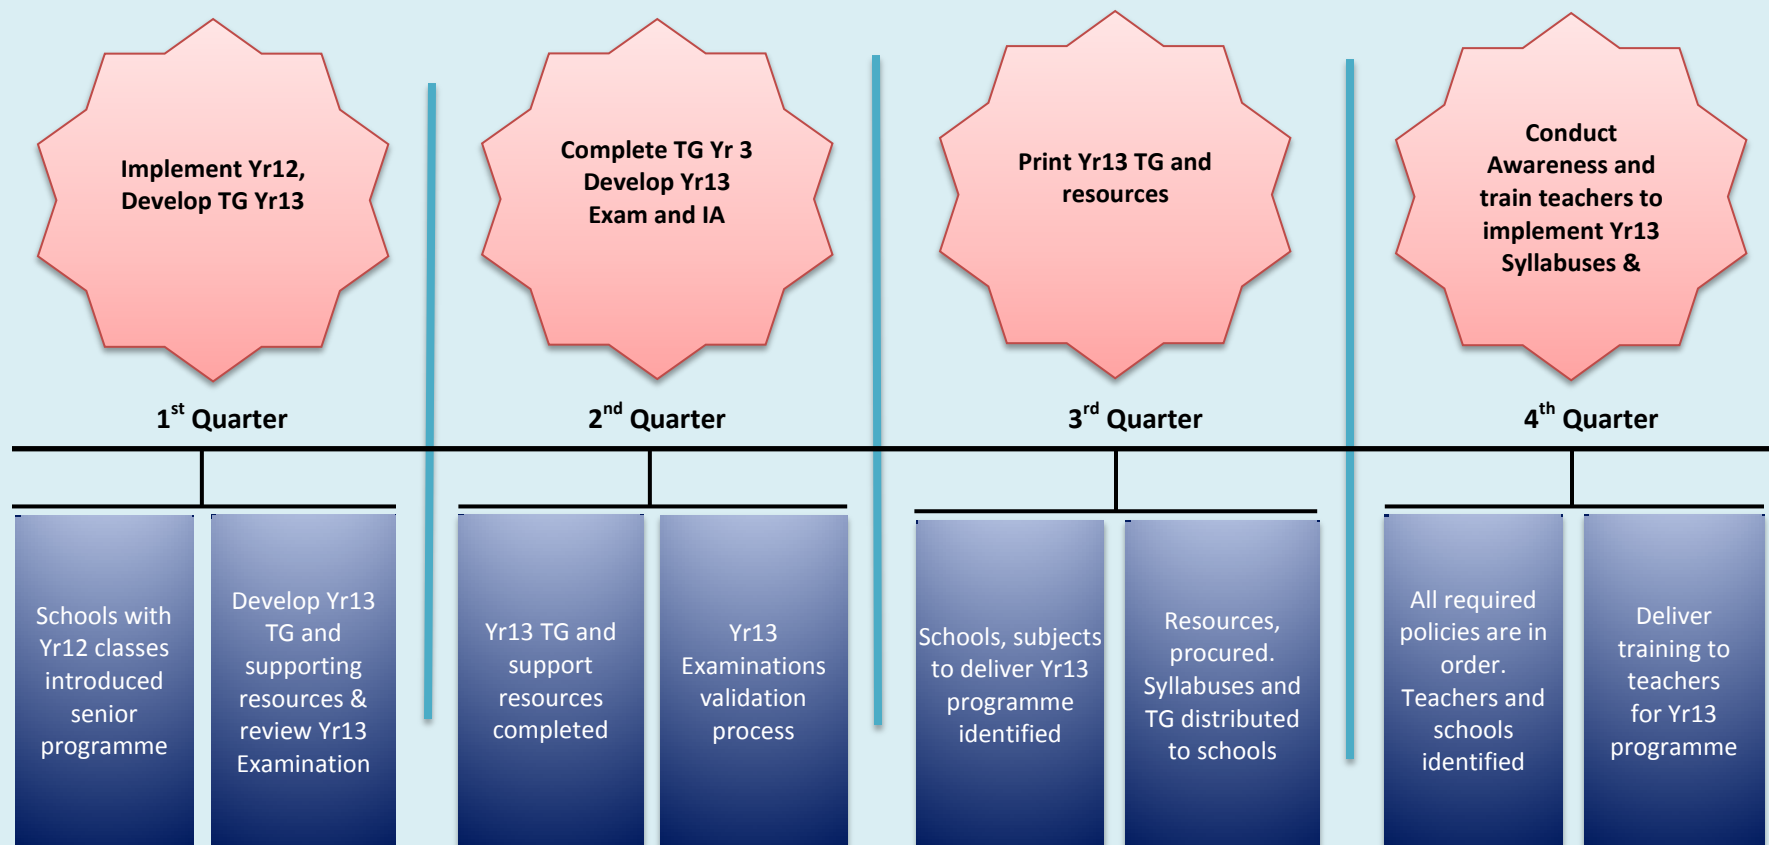 Implement Yr12,
Develop TG Yr13
Complete TG Yr 3
Develop Yr13
Exam and IA
Print Yr13 TG and
resources
Conduct
Awareness and
train teachers to
implement Yr13
Syllabuses &
1st Quarter
2nd Quarter
3rd Quarter
4th Quarter
Schools with
Yr12 classes
introduced
senior
programme
Develop Yr13
TG and
supporting
resources &
review Yr13
Examination
Yr13 TG and
support
resources
completed
Yr13
Examinations
validation
process
Schools, subjects
to deliver Yr13
programme
identified
Resources,
procured.
Syllabuses and
TG distributed
to schools
All required
policies are in
order.
Teachers and
schools
identified
Deliver
training to
teachers
for Yr13
programme